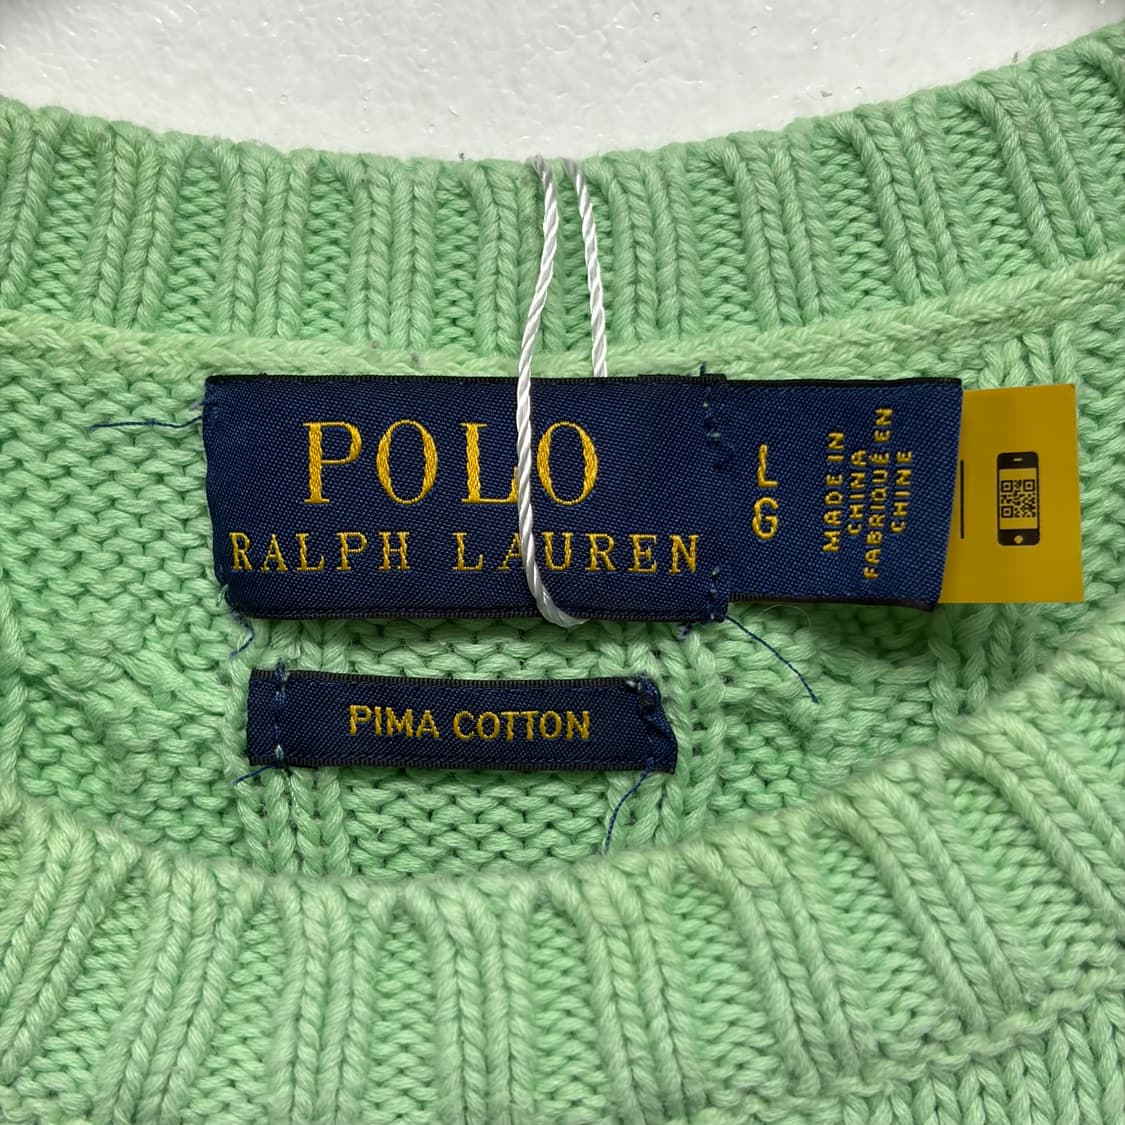 POLO
RALPH LAUREN
L
G
MADE IN
CHINA
FABRIQUÉ EN
CHINE
PIMA COTTON